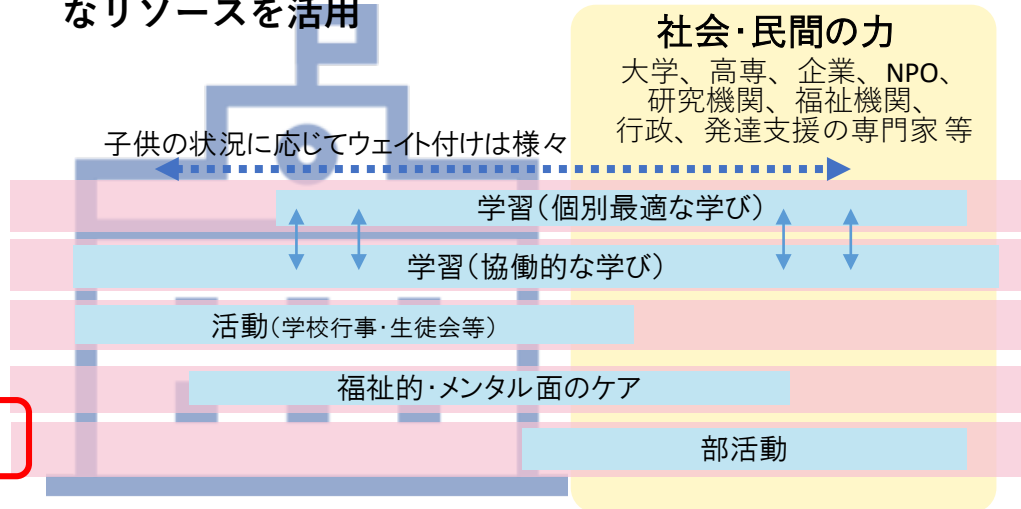 なリソースを活用
社会・民間の力
大学、高専、企業、NPO、
研究機関、福祉機関、
行政、発達支援の専門家 等
子供の状況に応じてウェイト付けは様々
学習（個別最適な学び）
学習（協働的な学び）
活動（学校行事・生徒会等）
福祉的・メンタル面のケア
部活動